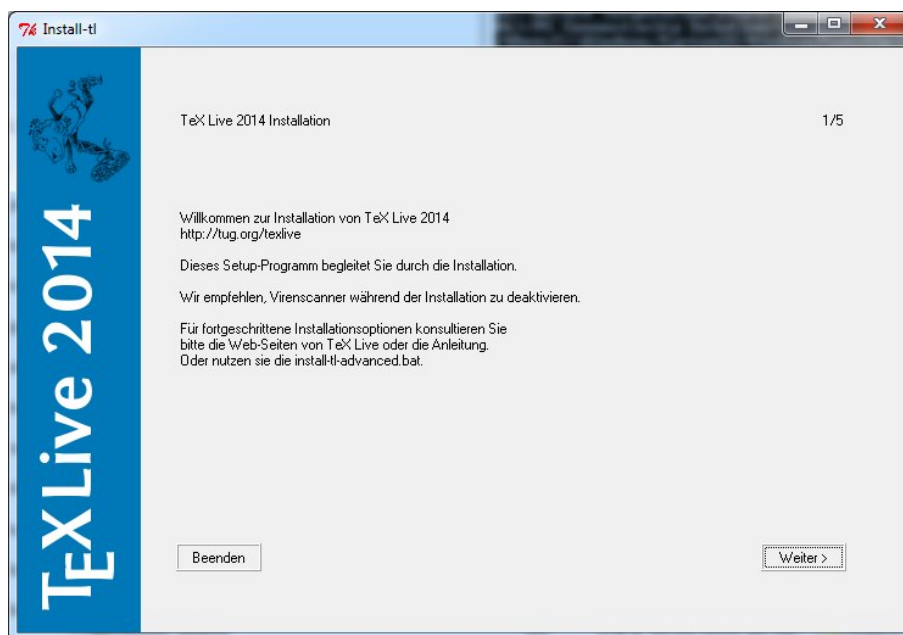 Install-tl
TeX Live 2014 Installation 1/5
Willkommen zur Installation von TeX Live 2014
http://tug.org/texlive
Dieses Setup-Programm begleitet Sie durch die Installation.
Wir empfehlen, Virenscanner während der Installation zu deaktivieren.
Für fortgeschrittene Installationsoptionen konsultieren Sie
bitte die Web-Seiten von TeX Live oder die Anleitung.
Oder nutzen sie die install-tl-advanced.bat.
TEXLive 2014
Beenden Weiter >